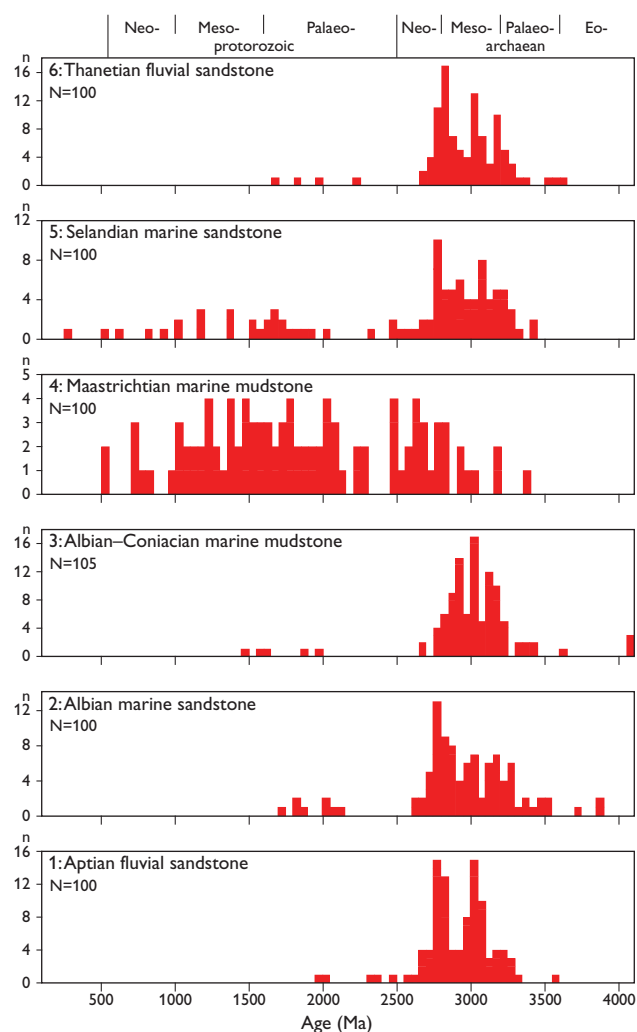 Neo- Meso- Palaeo- Neo- Meso- Palaeo- Eo-
protorozoic archaean
n
6: Thanetian fluvial sandstone
N=100
16
12
8
4
0
n
12
5: Selandian marine sandstone
N=100
8
4
0
n
5
4: Maastrichtian marine mudstone
N=100
4
3
2
1
0
n
3: Albian–Coniacian marine mudstone
N=105
16
12
8
4
0
n
2: Albian marine sandstone
N=100
12
8
4
0
n
16
1: Aptian fluvial sandstone
N=100
12
8
4
0
500 1000 1500 2000 2500 3000 3500 4000
Age (Ma)